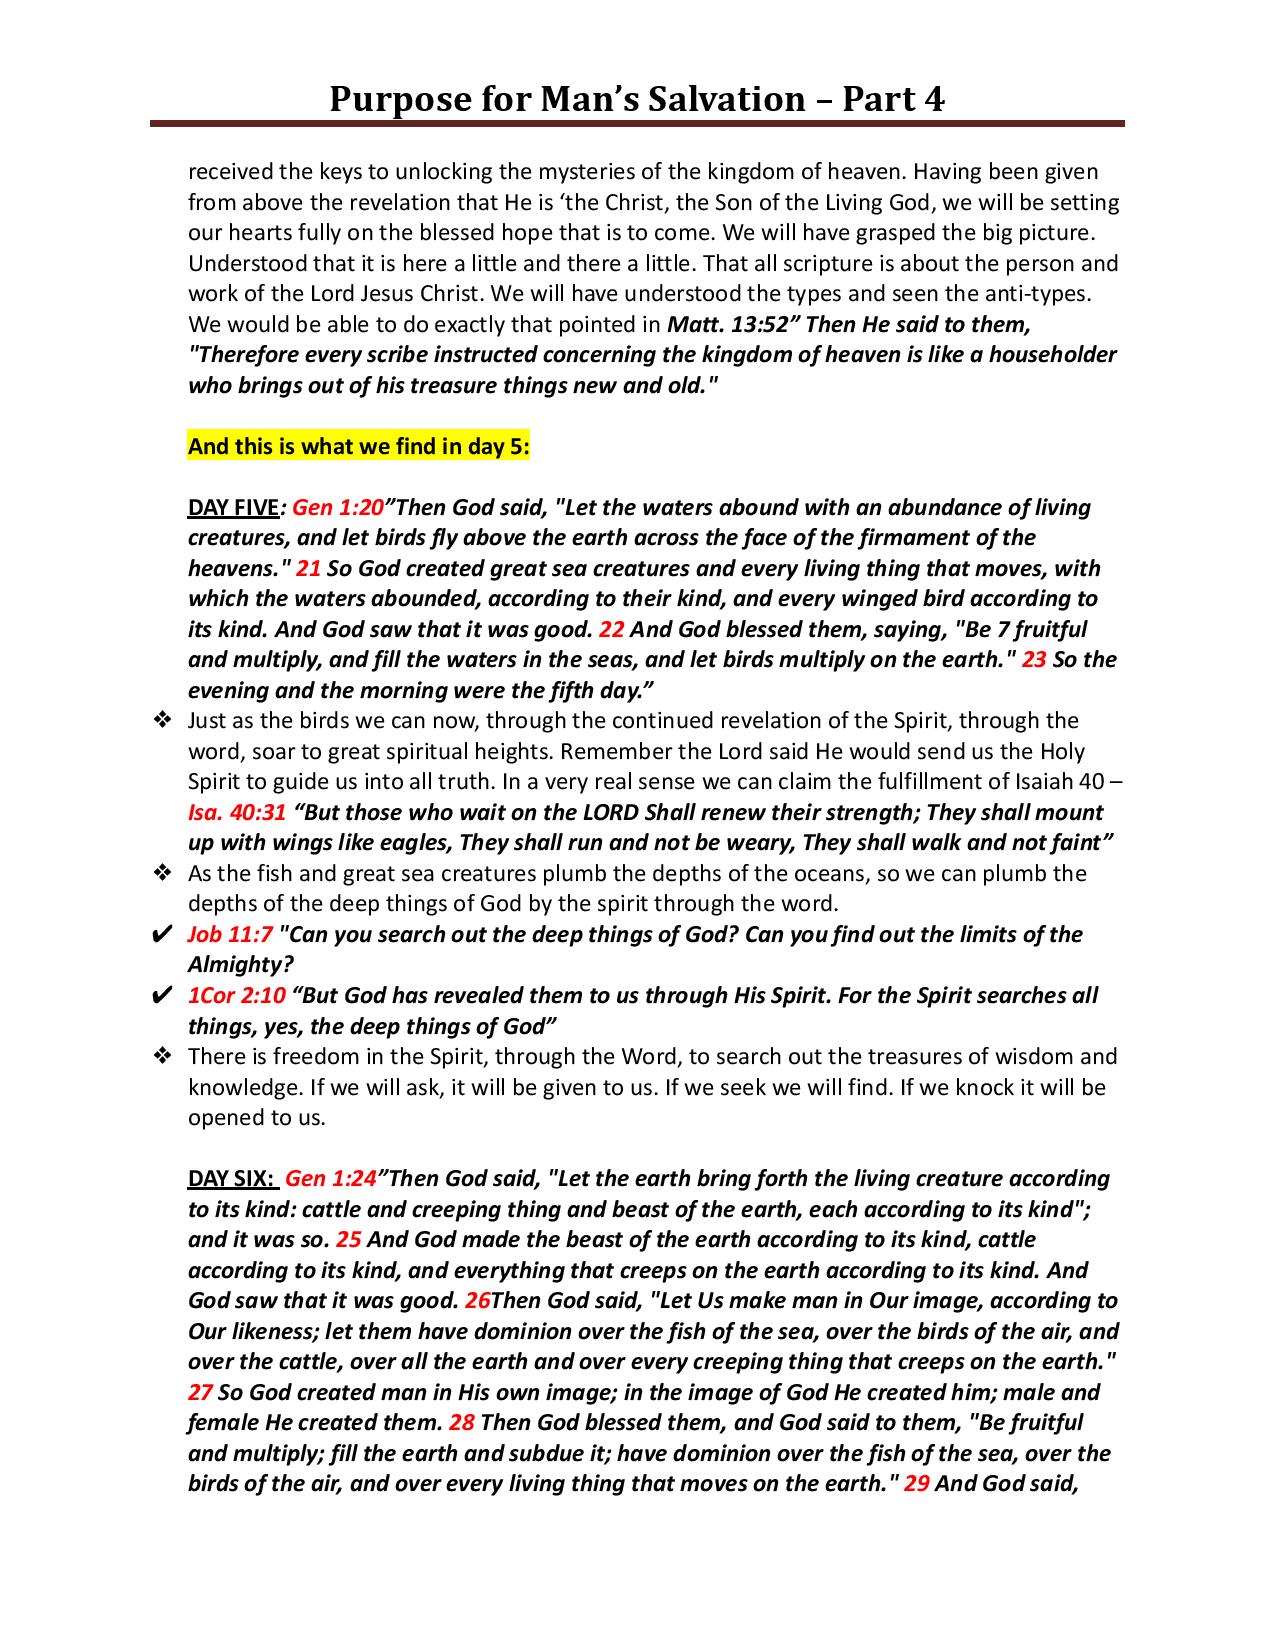 Purpose for Man’s Salvation – Part 4
received the keys to unlocking the mysteries of the kingdom of heaven. Having been given
from above the revelation that He is ‘the Christ, the Son of the Living God, we will be setting
our hearts fully on the blessed hope that is to come. We will have grasped the big picture.
Understood that it is here a little and there a little. That all scripture is about the person and
work of the Lord Jesus Christ. We will have understood the types and seen the anti-types.
We would be able to do exactly that pointed in Matt. 13:52” Then He said to them,
"Therefore every scribe instructed concerning the kingdom of heaven is like a householder
who brings out of his treasure things new and old."
And this is what we find in day 5:
DAY FIVE: Gen 1:20”Then God said, "Let the waters abound with an abundance of living
creatures, and let birds fly above the earth across the face of the firmament of the
heavens." 21 So God created great sea creatures and every living thing that moves, with
which the waters abounded, according to their kind, and every winged bird according to
its kind. And God saw that it was good. 22 And God blessed them, saying, "Be 7 fruitful
and multiply, and fill the waters in the seas, and let birds multiply on the earth." 23 So the
evening and the morning were the fifth day.”
❖ Just as the birds we can now, through the continued revelation of the Spirit, through the
word, soar to great spiritual heights. Remember the Lord said He would send us the Holy
Spirit to guide us into all truth. In a very real sense we can claim the fulfillment of Isaiah 40 –
Isa. 40:31 “But those who wait on the LORD Shall renew their strength; They shall mount
up with wings like eagles, They shall run and not be weary, They shall walk and not faint”
❖ As the fish and great sea creatures plumb the depths of the oceans, so we can plumb the
depths of the deep things of God by the spirit through the word.
✔ Job 11:7 "Can you search out the deep things of God? Can you find out the limits of the
Almighty?
✔ 1Cor 2:10 “But God has revealed them to us through His Spirit. For the Spirit searches all
things, yes, the deep things of God”
❖ There is freedom in the Spirit, through the Word, to search out the treasures of wisdom and
knowledge. If we will ask, it will be given to us. If we seek we will find. If we knock it will be
opened to us.
DAY SIX: Gen 1:24”Then God said, "Let the earth bring forth the living creature according
to its kind: cattle and creeping thing and beast of the earth, each according to its kind";
and it was so. 25 And God made the beast of the earth according to its kind, cattle
according to its kind, and everything that creeps on the earth according to its kind. And
God saw that it was good. 26Then God said, "Let Us make man in Our image, according to
Our likeness; let them have dominion over the fish of the sea, over the birds of the air, and
over the cattle, over all the earth and over every creeping thing that creeps on the earth."
27 So God created man in His own image; in the image of God He created him; male and
female He created them. 28 Then God blessed them, and God said to them, "Be fruitful
and multiply; fill the earth and subdue it; have dominion over the fish of the sea, over the
birds of the air, and over every living thing that moves on the earth." 29 And God said,